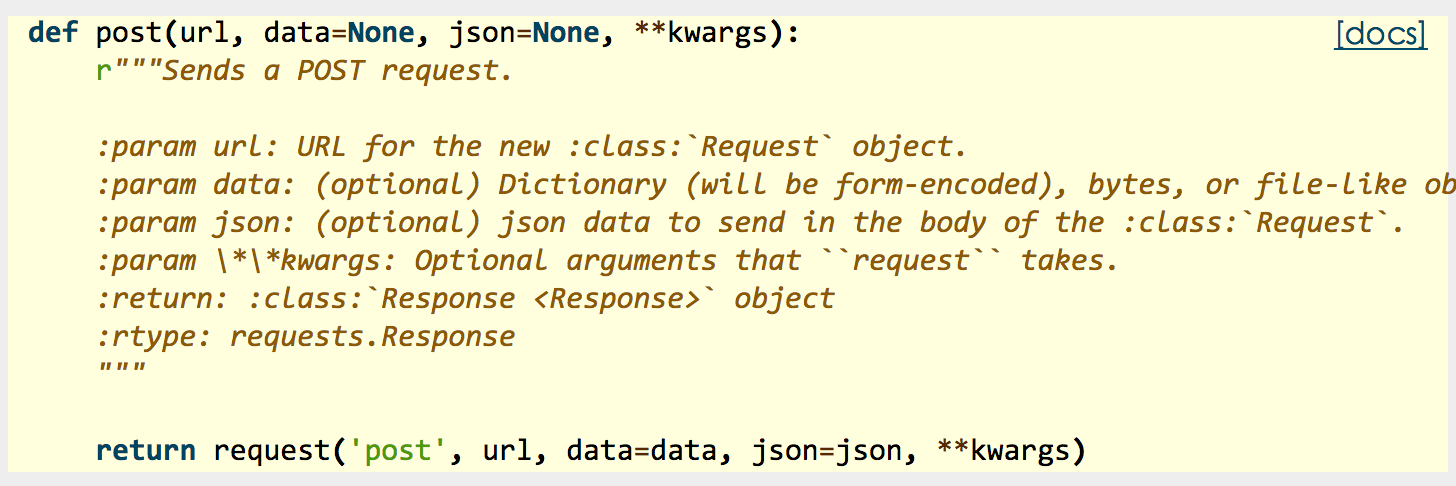 def post(url, data=None, json=None, **kwargs): [docs]
r"""Sends a POST request.
:param url: URL for the new :class:`Request` object.
:param data: (optional) Dictionary (will be form-encoded), bytes, or file-like ob
:param json: (optional) json data to send in the body of the :class:`Request`.
:param \*\*kwargs: Optional arguments that ``request`` takes.
:return: :class:`Response <Response>` object
:rtype: requests.Response
"""
return request('post', url, data=data, json=json, **kwargs)